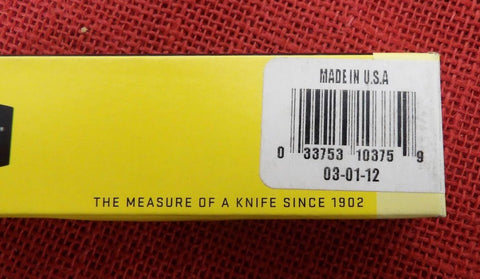 MADE IN U.S.A
0 33753 10375 9
03-01-12
THE MEASURE OF A KNIFE SINCE 1902